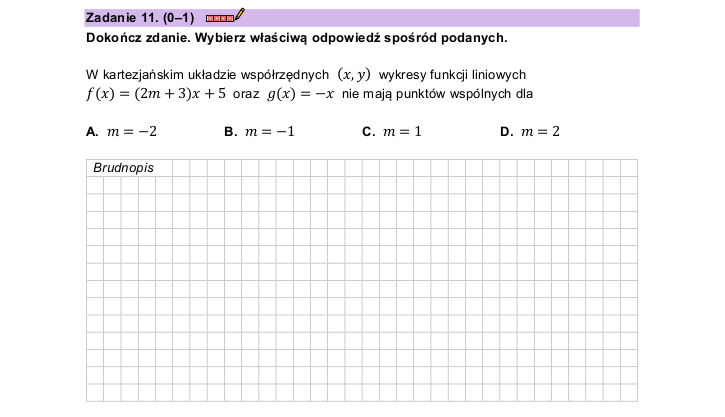 Zadanie 11. (0–1)
Dokończ zdanie. Wybierz właściwą odpowiedź spośród podanych.
W kartezjańskim układzie współrzędnych (x, y) wykresy funkcji liniowych
f(x) = (2m + 3)x + 5 oraz g(x) = −x nie mają punktów wspólnych dla
A. m = −2 B. m = −1 C. m = 1 D. m = 2
Brudnopis